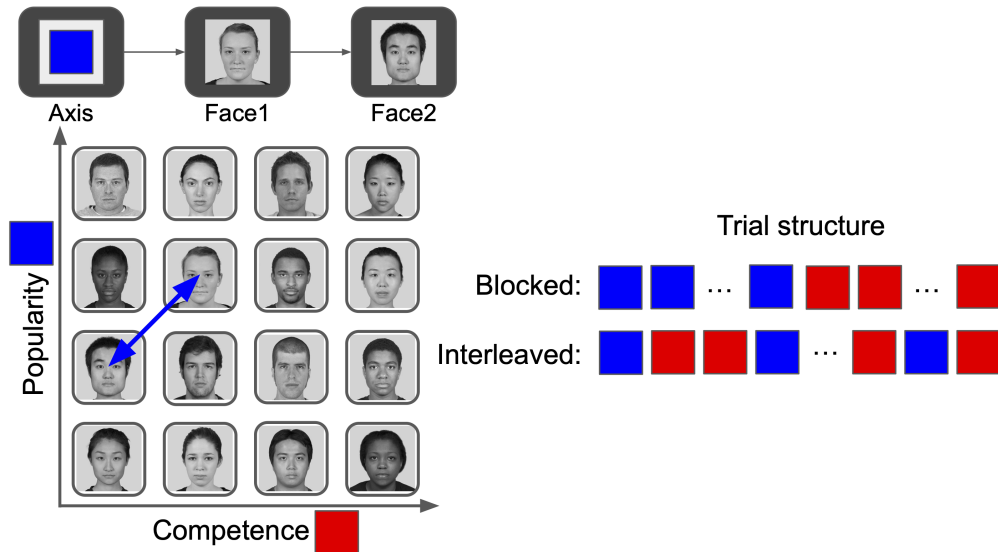 Axis
Face1
Face2
Popularity
Competence
Trial structure
Blocked:
...
...
Interleaved:
...